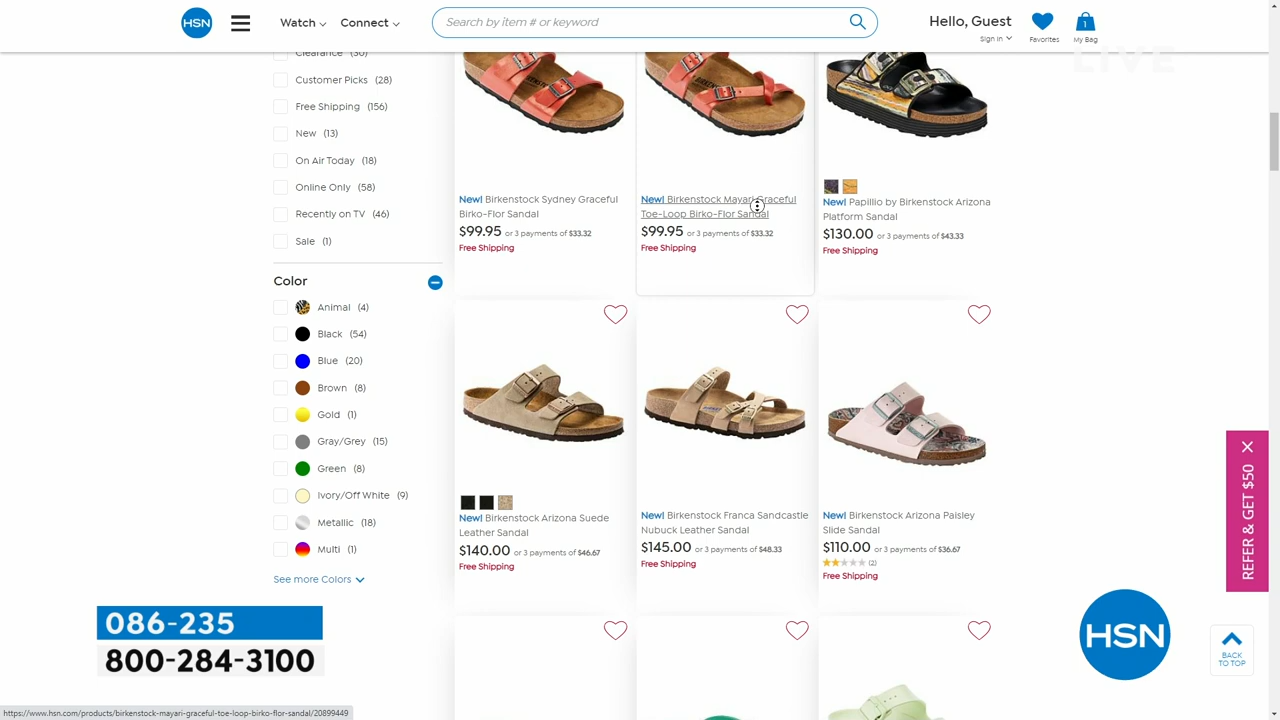 HSN
Watch
Connect
Search by item # or keyword
Hello, Guest
Sign In
Favorites
1
My Bag
LIVE
Clearance (50)
Customer Picks (28)
Free Shipping (156)
New (13)
On Air Today (18)
Online Only (58)
Recently on TV (46)
Sale (1)
Color
Animal (4)
Black (54)
Blue (20)
Brown (8)
Gold (1)
Gray/Grey (15)
Green (8)
Ivory/Off White (9)
Metallic (18)
Multi (1)
See more Colors
New! Birkenstock Sydney Graceful
Birko-Flor Sandal
$99.95 or 3 payments of $33.32
Free Shipping
New! Birkenstock Mayari Graceful
Toe-Loop Birko-Flor Sandal
$99.95 or 3 payments of $33.32
Free Shipping
New! Papillio by Birkenstock Arizona
Platform Sandal
$130.00 or 3 payments of $43.33
Free Shipping
New! Birkenstock Arizona Suede
Leather Sandal
$140.00 or 3 payments of $46.67
Free Shipping
New! Birkenstock Franca Sandcastle
Nubuck Leather Sandal
$145.00 or 3 payments of $48.33
Free Shipping
New! Birkenstock Arizona Paisley
Slide Sandal
$110.00 or 3 payments of $36.67
(2)
Free Shipping
REFER & GET $50
086-235
800-284-3100
HSN
BACK
TO TOP
https://www.hsn.com/products/birkenstock-mayari-graceful-toe-loop-birko-flor-sandal/20899449